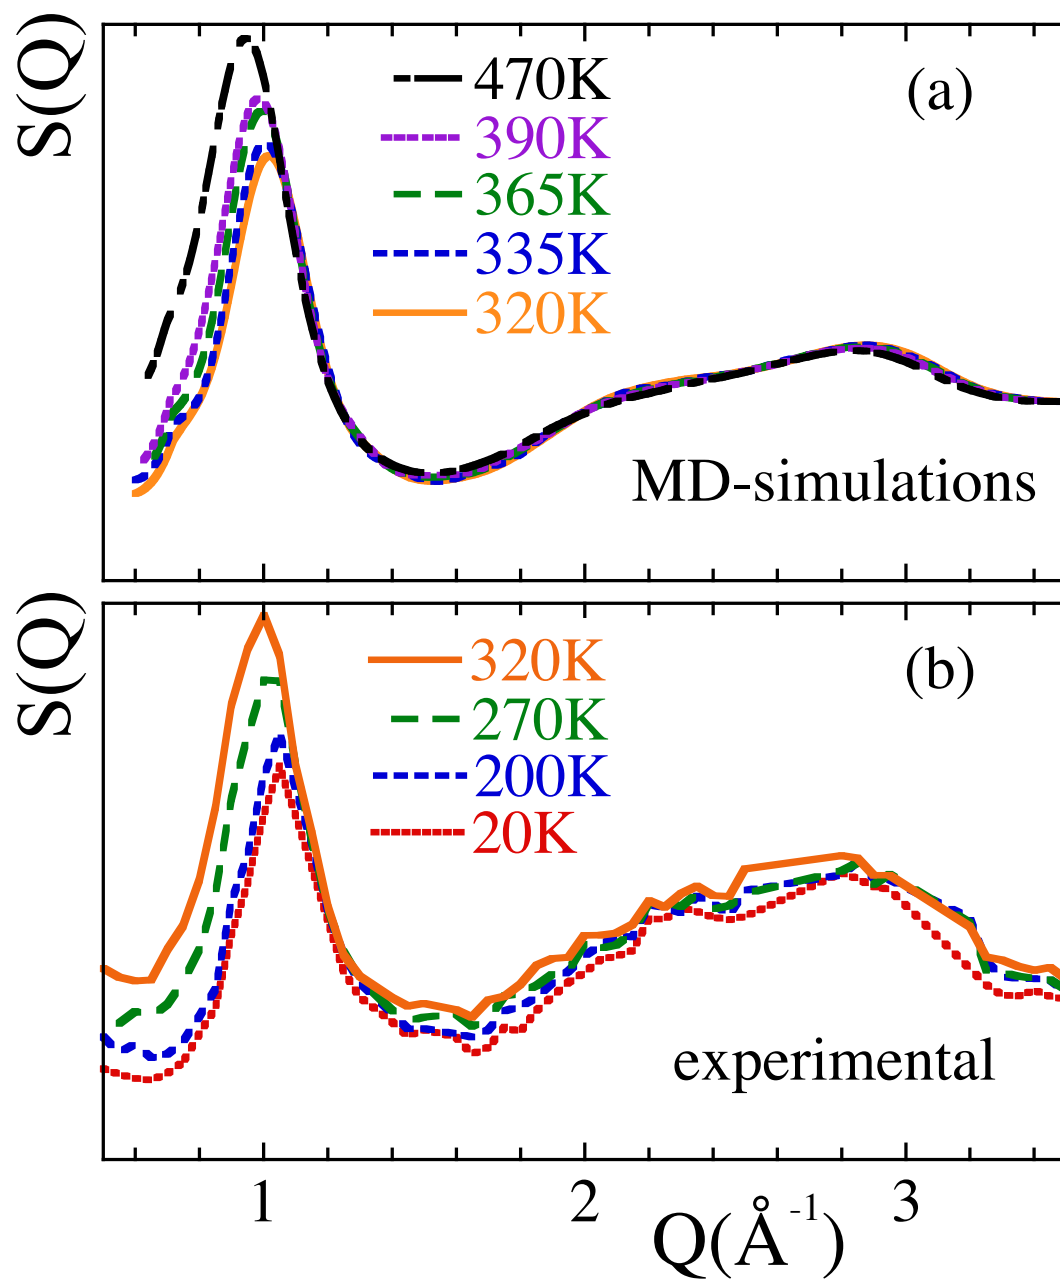 S(Q)
470K
390K
365K
335K
320K
(a)
MD-simulations
S(Q)
320K
270K
200K
20K
(b)
experimental
1 2 3
Q(Å-1)